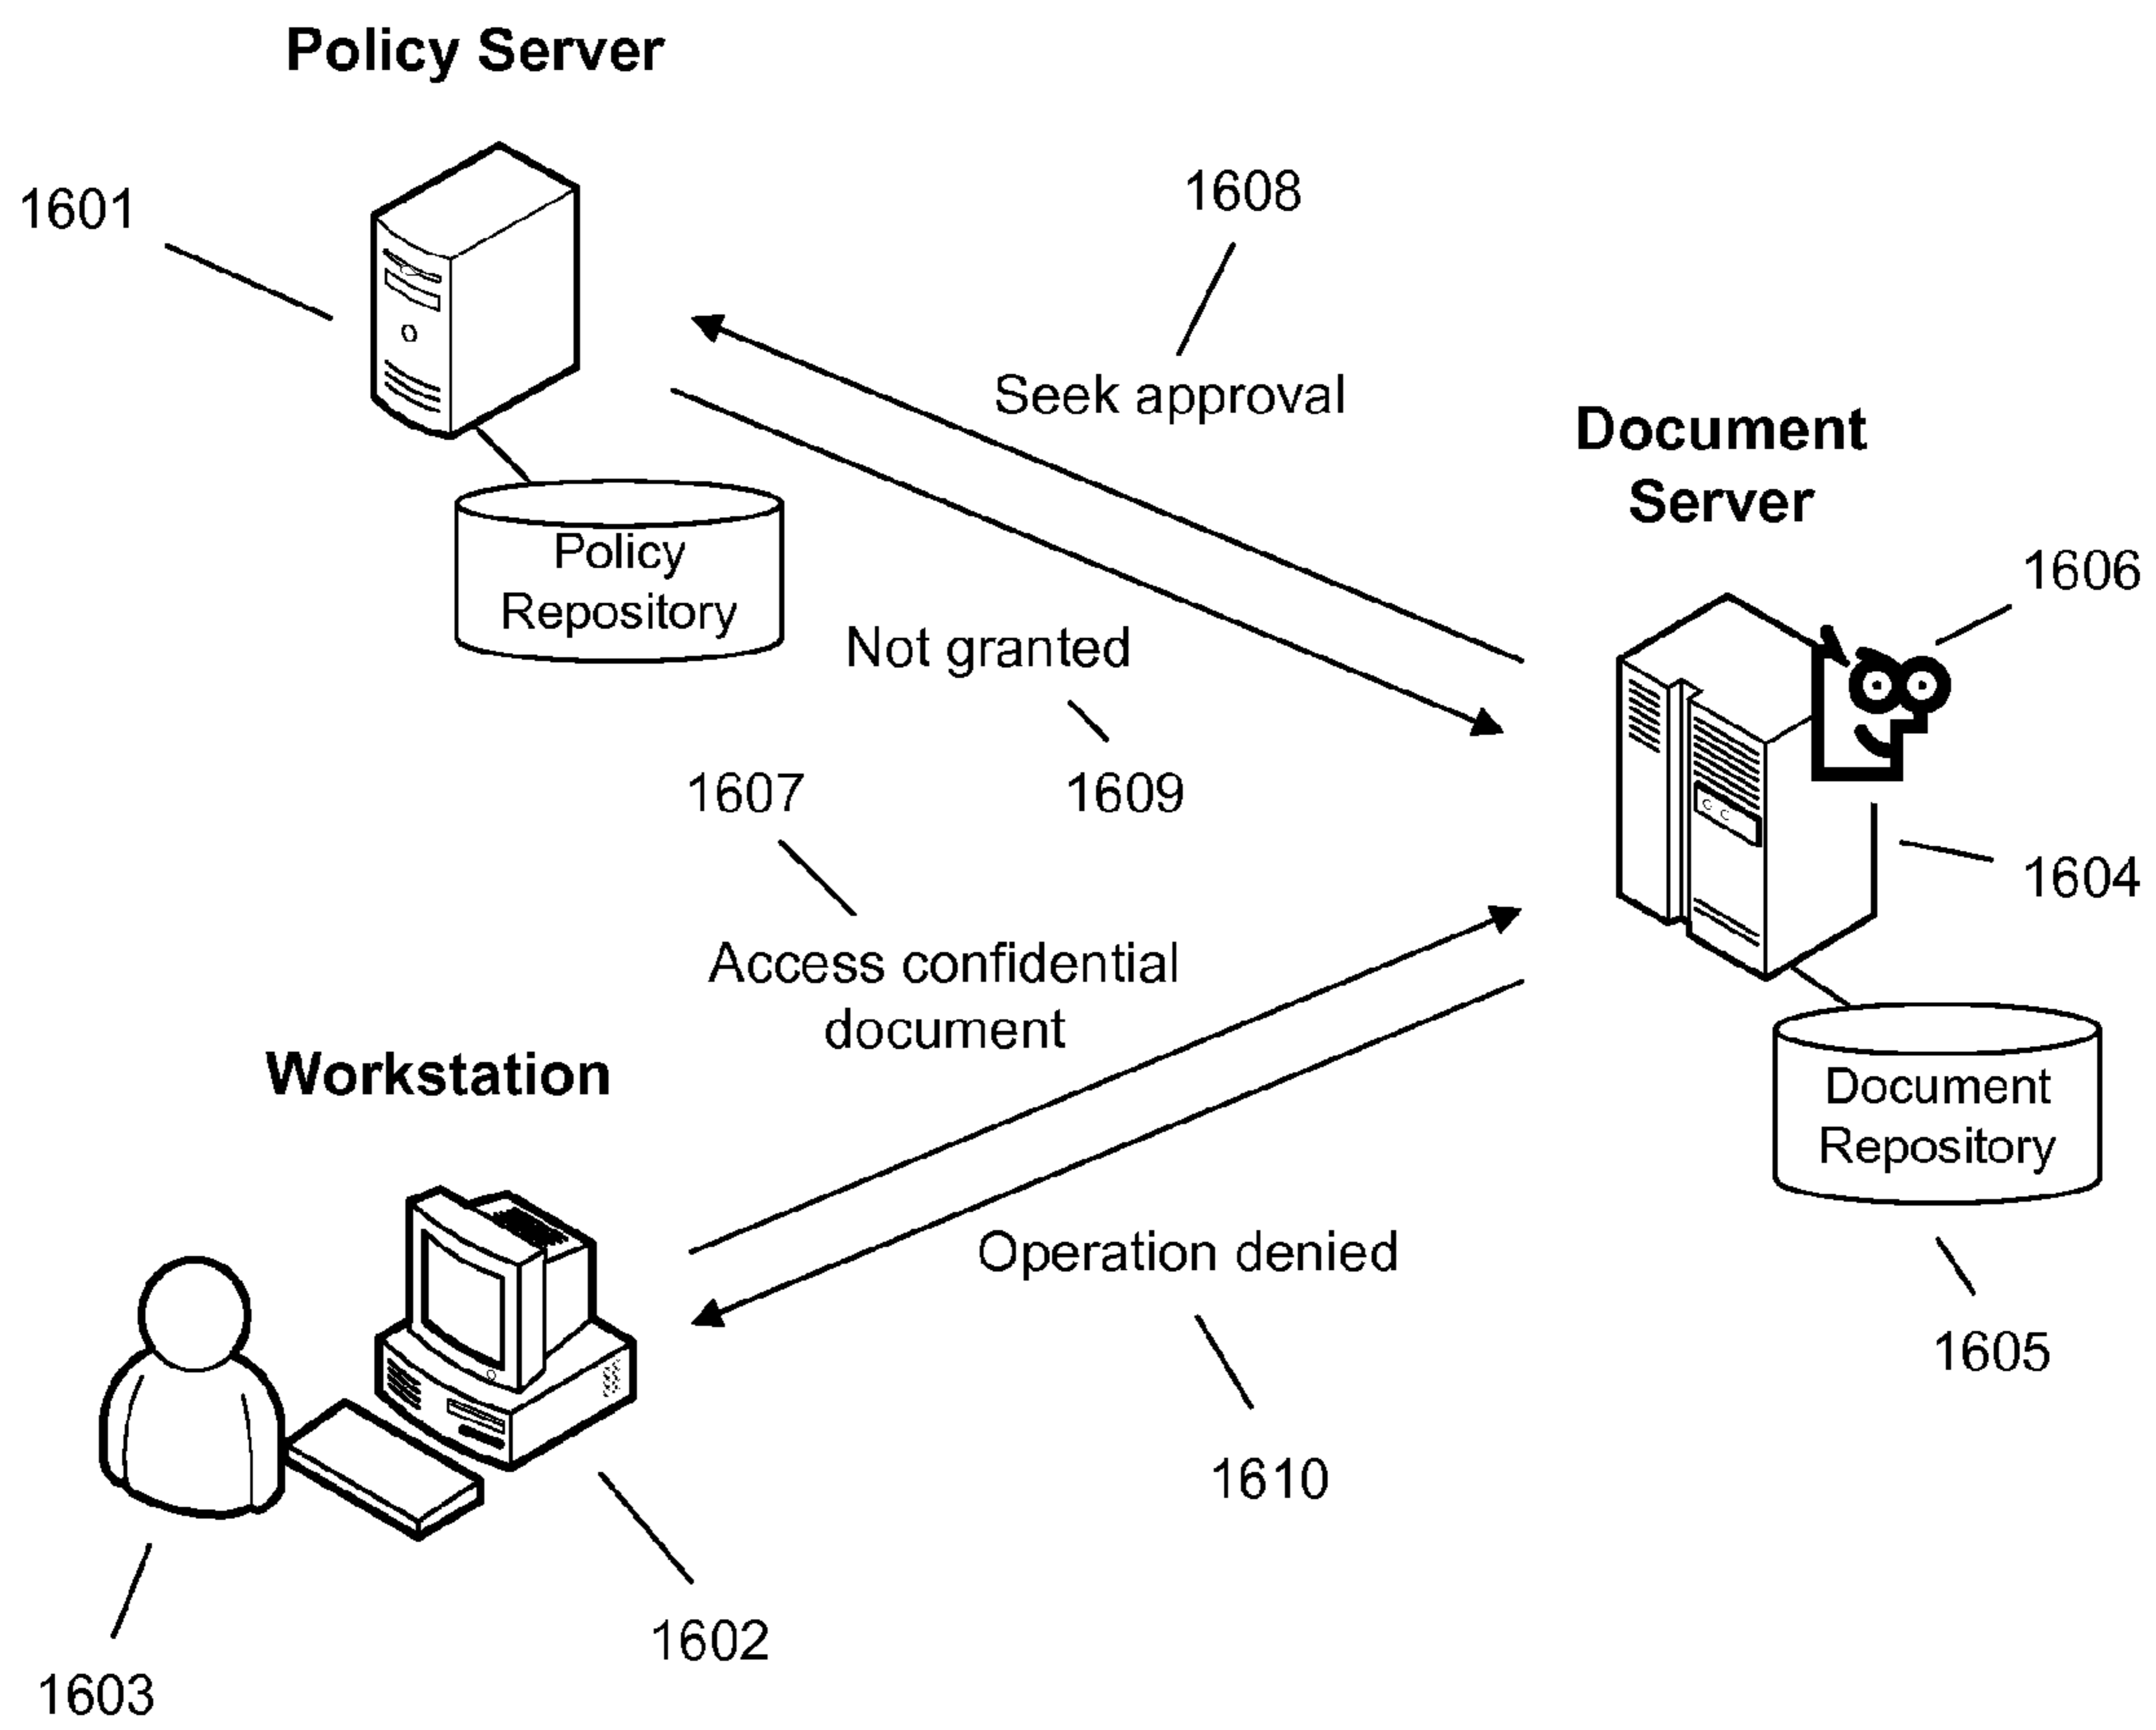 Policy Server
1601
1608
Seek approval
Document
Server
Policy
Repository
1606
Not granted
1607
1609
1604
Access confidential
document
Workstation
Document
Repository
Operation denied
1605
1610
1602
1603